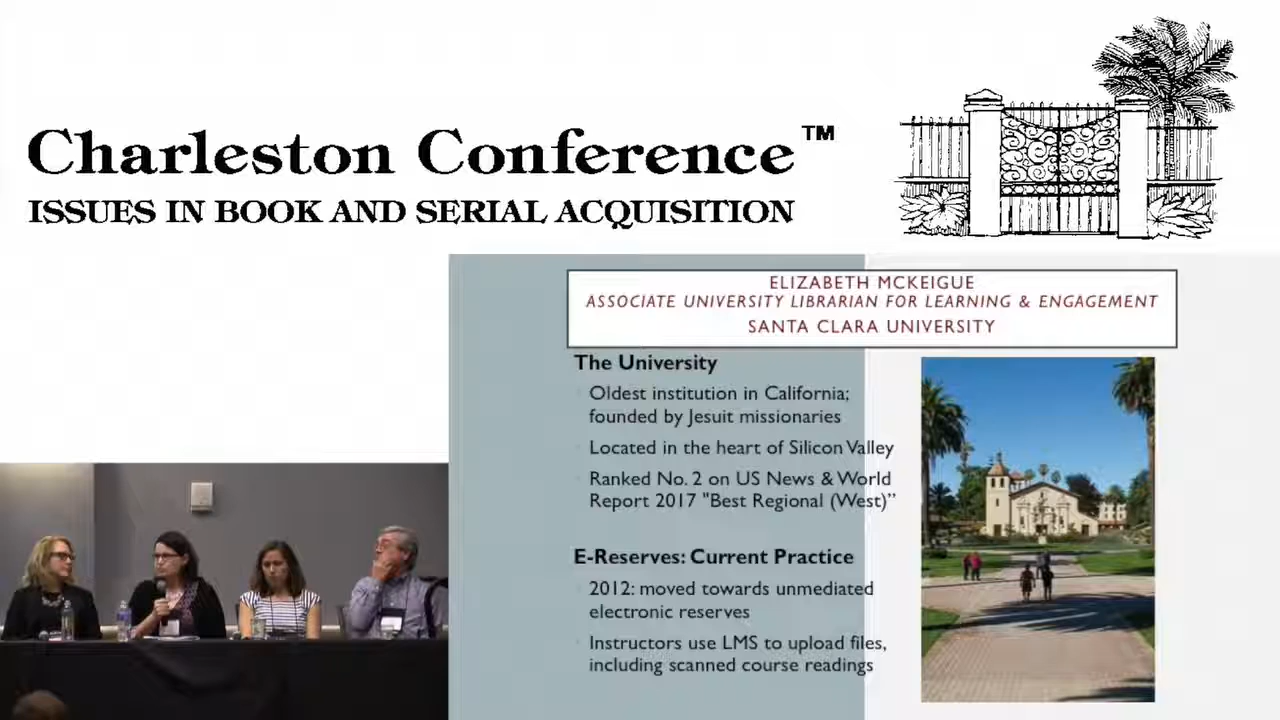 Charleston Conference™
ISSUES IN BOOK AND SERIAL ACQUISITION
ELIZABETH MCKEIGUE
ASSOCIATE UNIVERSITY LIBRARIAN FOR LEARNING & ENGAGEMENT
SANTA CLARA UNIVERSITY
The University
Oldest institution in California;
founded by Jesuit missionaries
Located in the heart of Silicon Valley
Ranked No. 2 on US News & World
Report 2017 "Best Regional (West)”
E-Reserves: Current Practice
2012: moved towards unmediated
electronic reserves
Instructors use LMS to upload files,
including scanned course readings